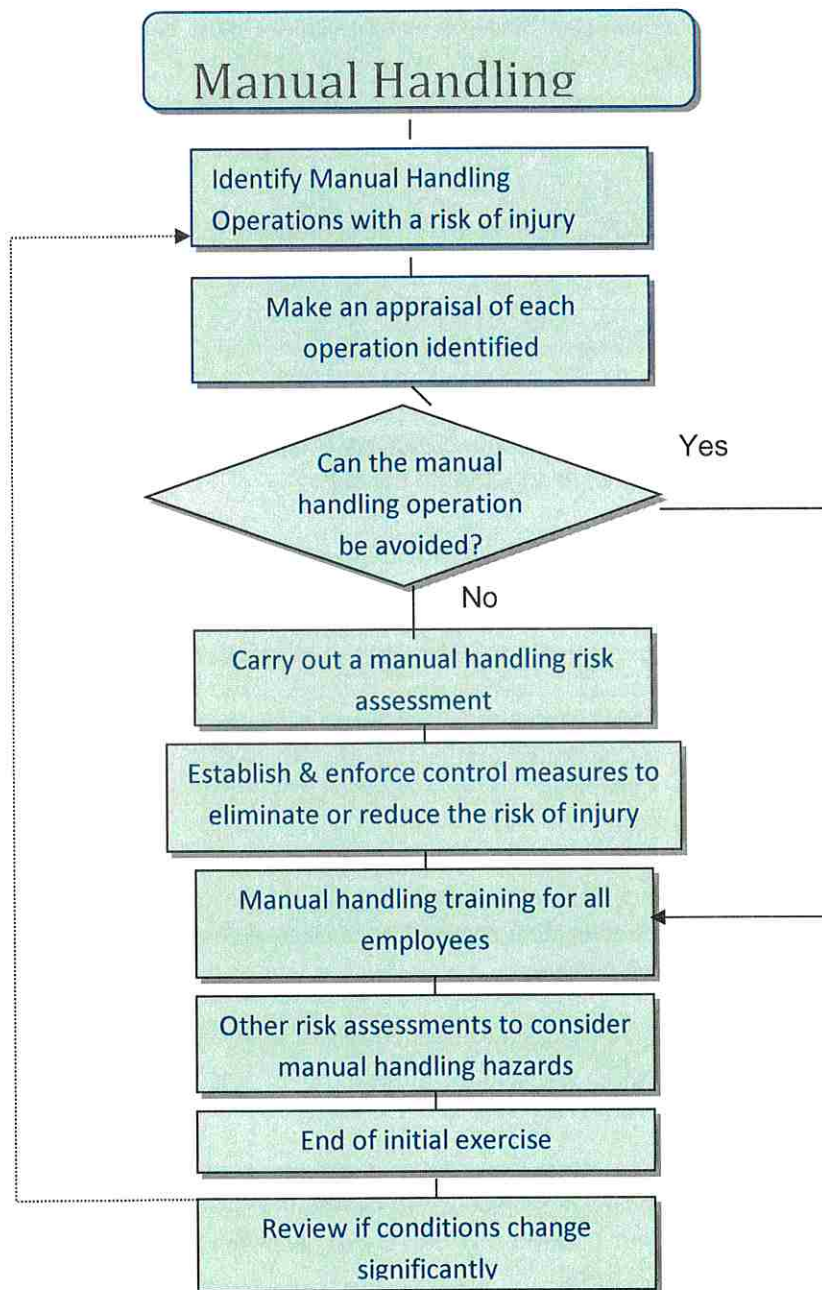 Manual Handling
Identify Manual Handling
Operations with a risk of injury
Make an appraisal of each
operation identified
Can the manual
handling operation
be avoided?
Yes
No
Carry out a manual handling risk
assessment
Establish & enforce control measures to
eliminate or reduce the risk of injury
Manual handling training for all
employees
Other risk assessments to consider
manual handling hazards
End of initial exercise
Review if conditions change
significantly